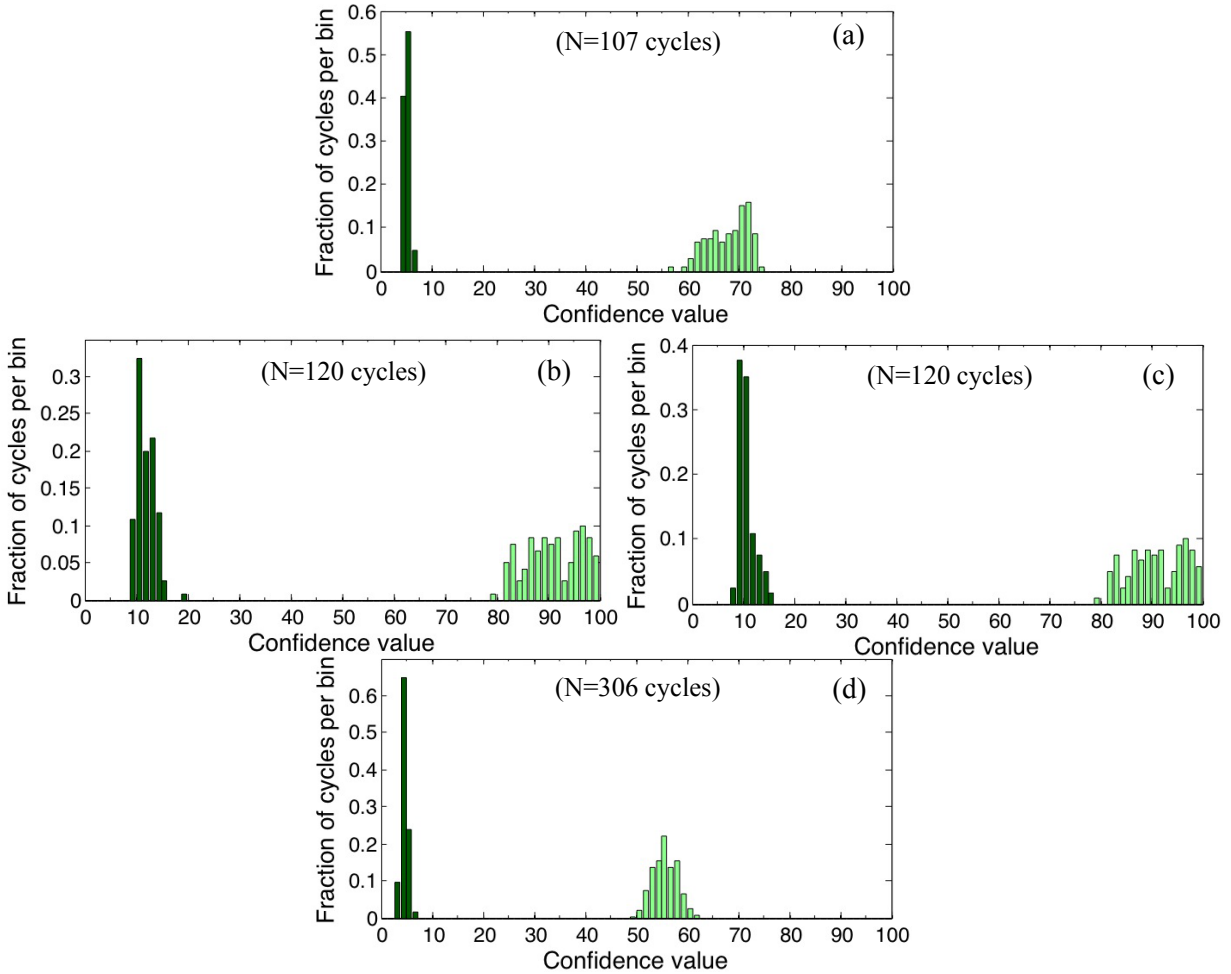 0.6
(N=107 cycles)
(a)
0.5
0.4
0.3
0.2
0.1
0
Fraction of cycles per bin
0 10 20 30 40 50 60 70 80 90 100
Confidence value
(N=120 cycles)
(b)
0.3
0.25
0.2
0.15
0.1
0.05
0
Fraction of cycles per bin
0 10 20 30 40 50 60 70 80 90 100
Confidence value
0.4
(N=120 cycles)
(c)
0.3
0.2
0.1
0
Fraction of cycles per bin
0 10 20 30 40 50 60 70 80 90 100
Confidence value
(N=306 cycles)
(d)
0.6
0.5
0.4
0.3
0.2
0.1
0
Fraction of cycles per bin
0 10 20 30 40 50 60 70 80 90 100
Confidence value